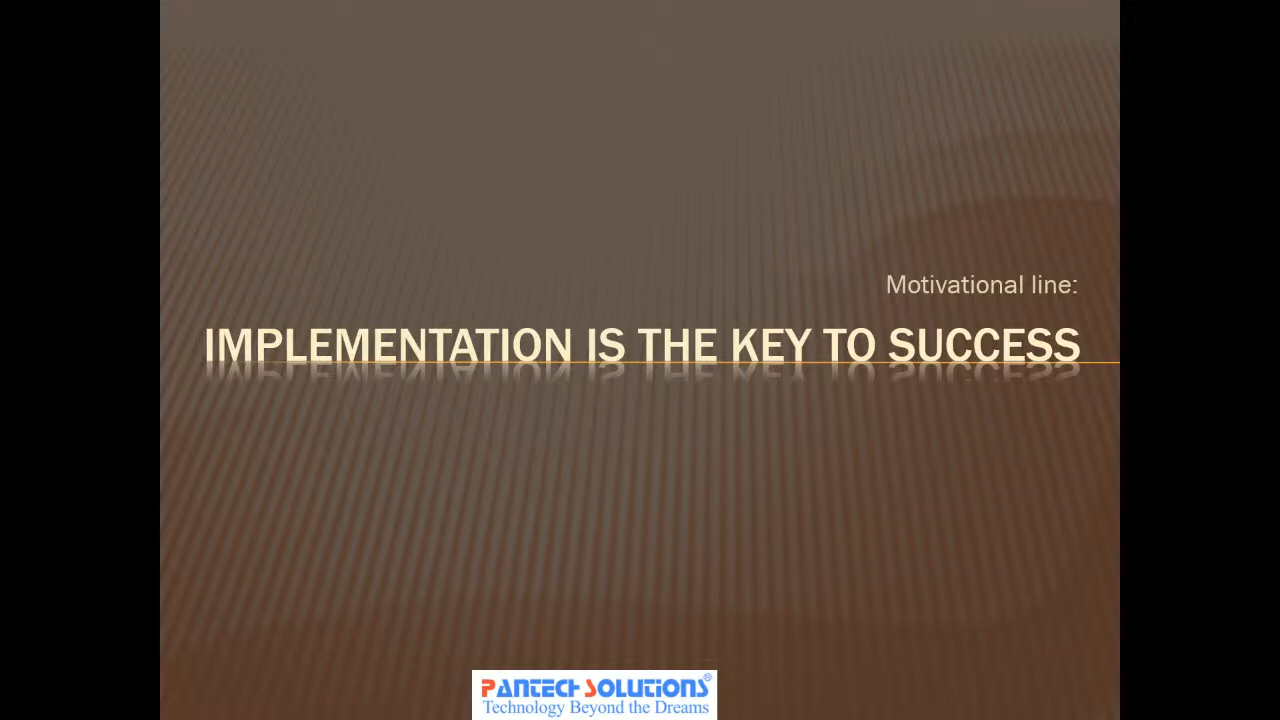 Motivational line:
IMPLEMENTATION IS THE KEY TO SUCCESS
PANTECH SOLUTIONS®
Technology Beyond the Dreams